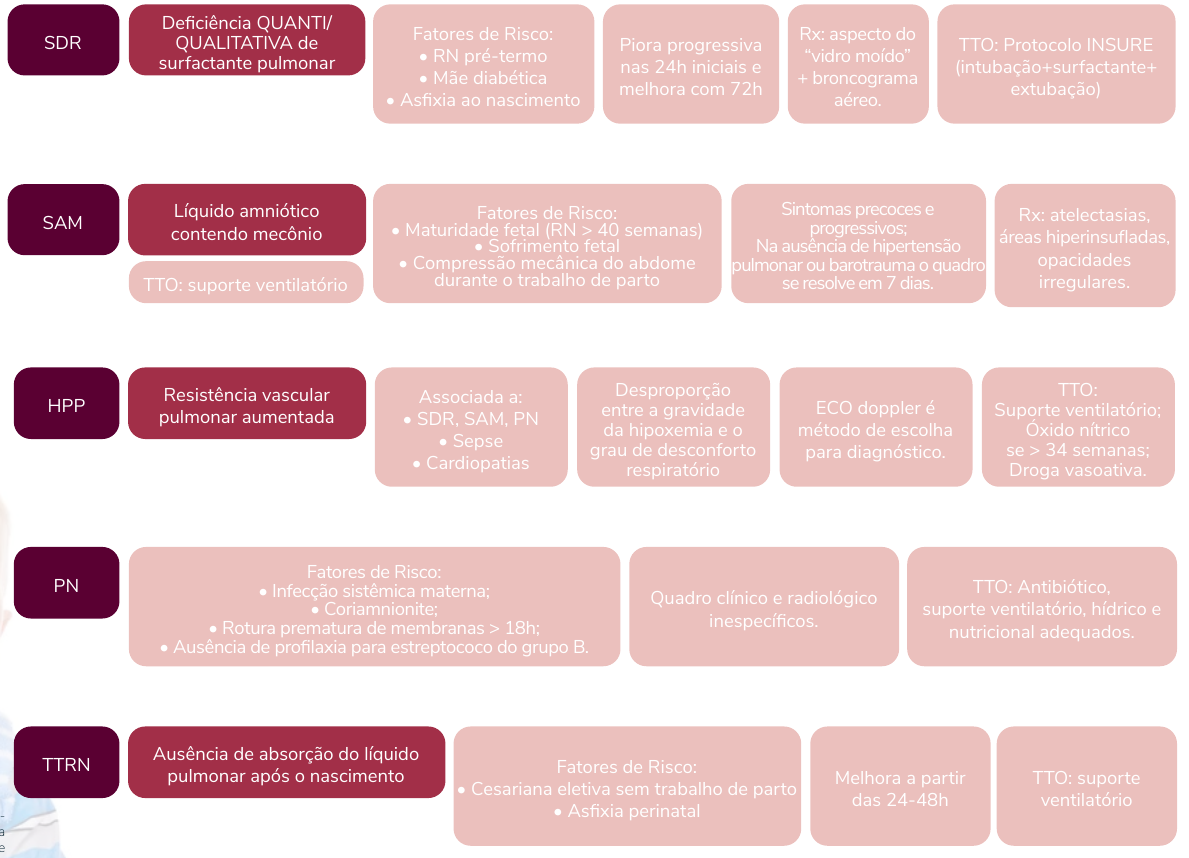 SDR
Deficiência QUANTI/
QUALITATIVA de
surfactante pulmonar
Fatores de Risco:
• RN pré-termo
• Mãe diabética
• Asfixia ao nascimento
Piora progressiva
nas 24h iniciais e
melhora com 72h
Rx: aspecto do
“vidro moído”
+ broncograma
aéreo.
TTO: Protocolo INSURE
(intubação+surfactante+
extubação)
SAM
Líquido amniótico
contendo mecônio
TTO: suporte ventilatório
Fatores de Risco:
• Maturidade fetal (RN > 40 semanas)
• Sofrimento fetal
• Compressão mecânica do abdome
durante o trabalho de parto
Sintomas precoces e
progressivos;
Na ausência de hipertensão
pulmonar ou barotrauma o quadro
se resolve em 7 dias.
Rx: atelectasias,
áreas hiperinsufladas,
opacidades
irregulares.
HPP
Resistência vascular
pulmonar aumentada
Associada a:
• SDR, SAM, PN
• Sepse
• Cardiopatias
Desproporção
entre a gravidade
da hipoxemia e o
grau de desconforto
respiratório
ECO doppler é
método de escolha
para diagnóstico.
TTO:
Suporte ventilatório;
Óxido nítrico
se > 34 semanas;
Droga vasoativa.
PN
Fatores de Risco:
• Infecção sistêmica materna;
• Coriamnionite;
• Rotura prematura de membranas > 18h;
• Ausência de profilaxia para estreptococo do grupo B.
Quadro clínico e radiológico
inespecíficos.
TTO: Antibiótico,
suporte ventilatório, hídrico e
nutricional adequados.
TTRN
Ausência de absorção do líquido
pulmonar após o nascimento
Fatores de Risco:
• Cesariana eletiva sem trabalho de parto
• Asfixia perinatal
Melhora a partir
das 24-48h
TTO: suporte
ventilatório
-
a
e